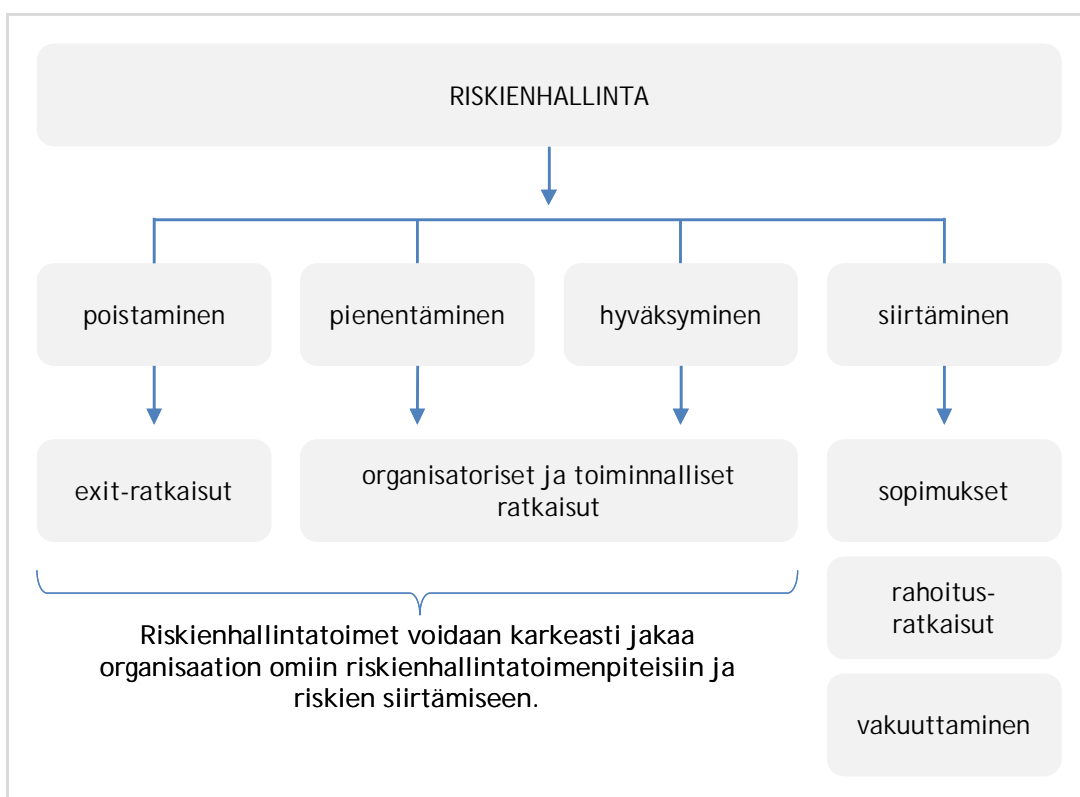 RISKIENHALLINTA
poistaminen
pienentäminen
hyväksyminen
siirtäminen
exit-ratkaisut
organisatoriset ja toiminnalliset
ratkaisut
sopimukset
rahoitus-
ratkaisut
vakuuttaminen
Riskienhallintatoimet voidaan karkeasti jakaa
organisaation omiin riskienhallintatoimenpiteisiin ja
riskien siirtämiseen.